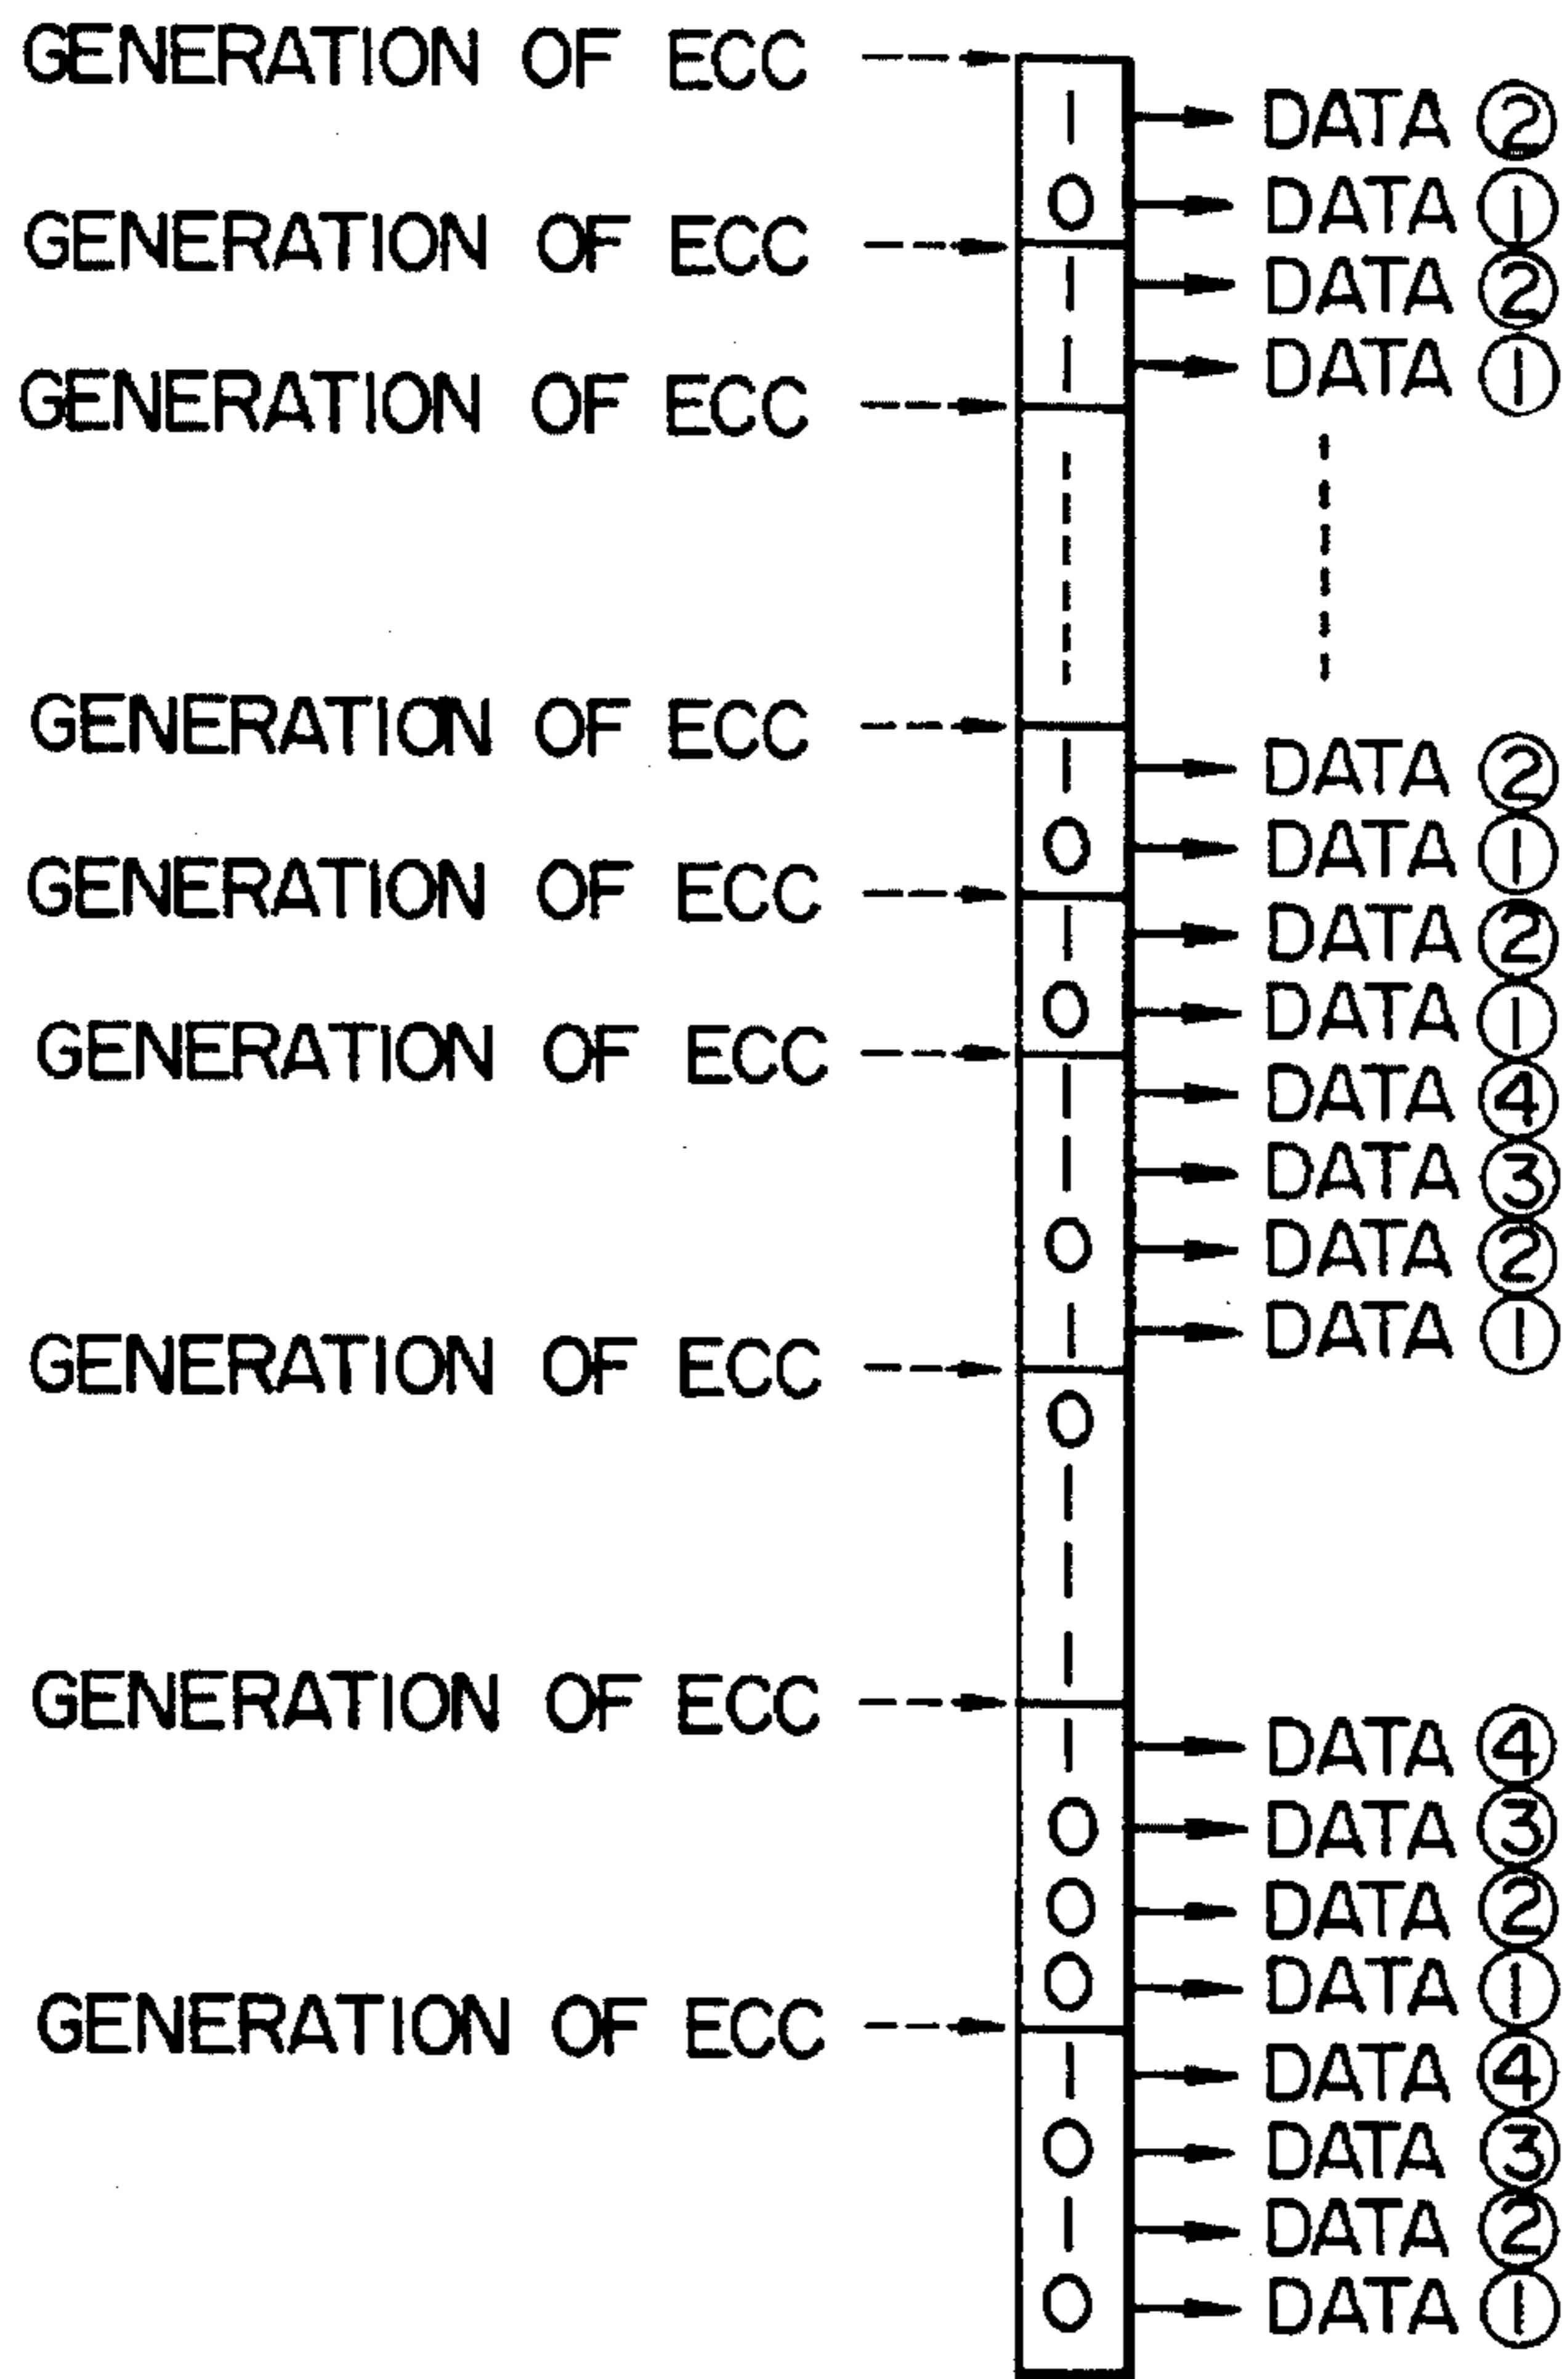 GENERATION OF ECC
1 DATA ②
0 DATA ①
GENERATION OF ECC
1 DATA ②
1 DATA ①
GENERATION OF ECC
GENERATION OF ECC
1 DATA ②
0 DATA ①
GENERATION OF ECC
1 DATA ②
0 DATA ①
GENERATION OF ECC
1 DATA ④
1 DATA ③
0 DATA ②
1 DATA ①
GENERATION OF ECC
0
1
1
1
GENERATION OF ECC
1 DATA ④
0 DATA ③
0 DATA ②
0 DATA ①
GENERATION OF ECC
1 DATA ④
0 DATA ③
1 DATA ②
0 DATA ①